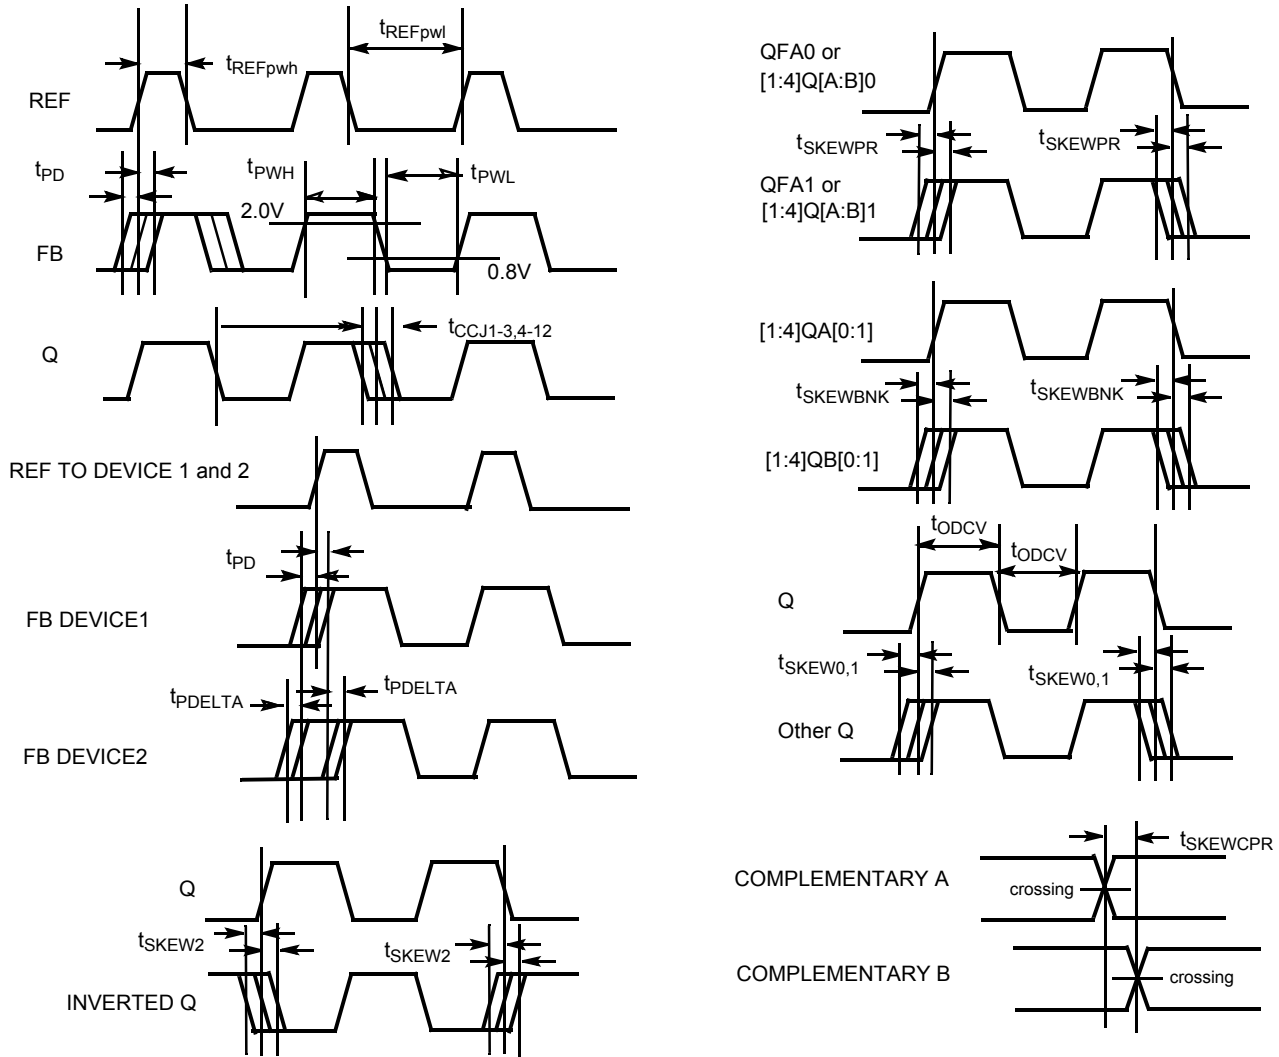 tREFpwh
tREFpwl
REF
tPD
tPWH
tPWL
2.0V
FB
0.8V
Q
tCCJ1-3,4-12
REF TO DEVICE 1 and 2
tPD
FB DEVICE1
tPDELTA
tPDELTA
FB DEVICE2
Q
tSKEW2
tSKEW2
INVERTED Q
QFA0 or
[1:4]Q[A:B]0
tSKEWPR
tSKEWPR
QFA1 or
[1:4]Q[A:B]1
[1:4]QA[0:1]
tSKEWBNK
tSKEWBNK
[1:4]QB[0:1]
tODCV
tODCV
Q
tSKEW0,1
tSKEW0,1
Other Q
tSKEWCPR
COMPLEMENTARY A
crossing
COMPLEMENTARY B
crossing